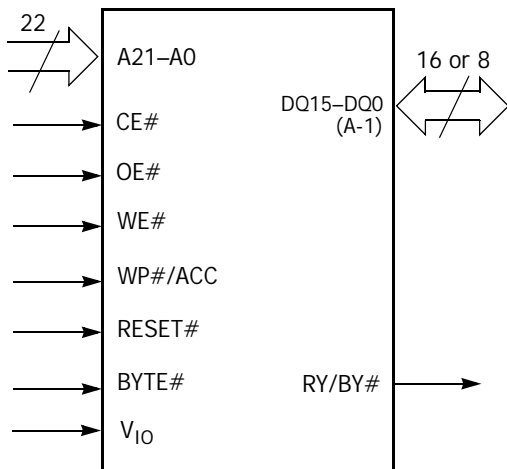 22
A21–A0
16 or 8
DQ15–DQ0
(A-1)
CE#
OE#
WE#
WP#/ACC
RESET#
BYTE#
RY/BY#
VIO